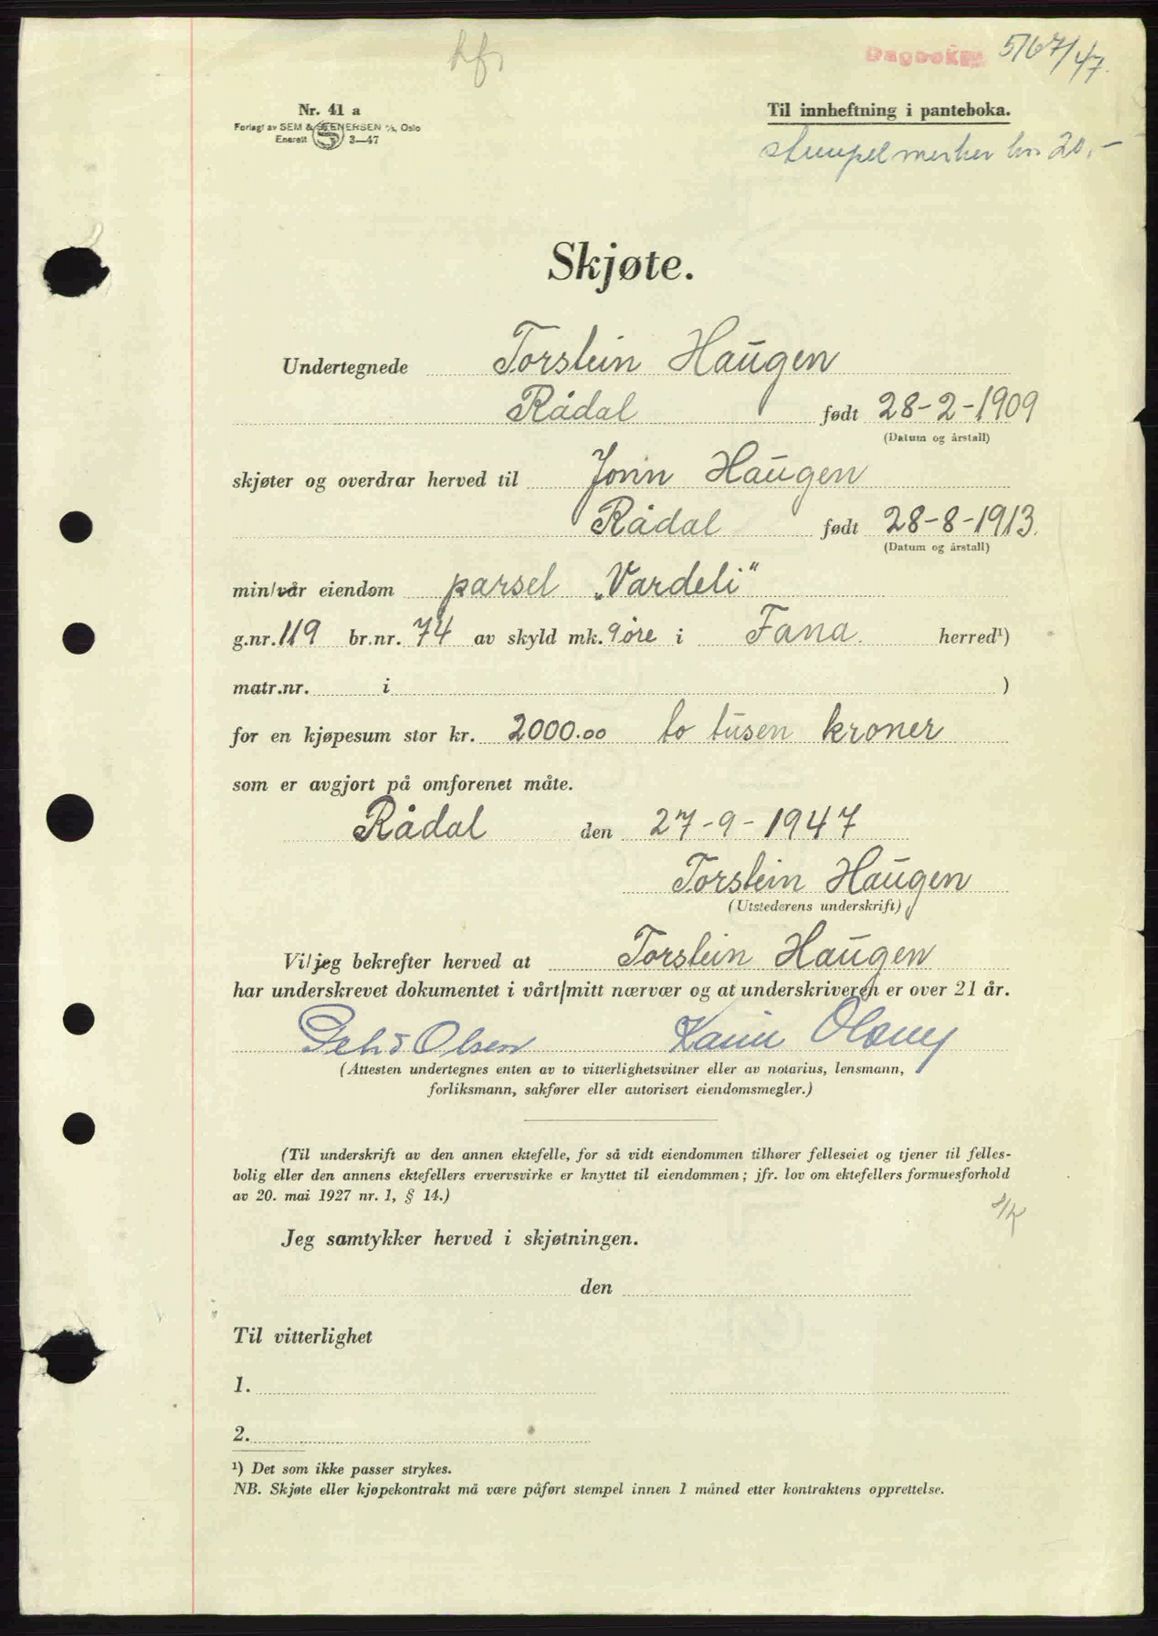 Dagbok nr. 5167/47.
Nr. 41 a
Forlagt av SEM & STENERSEN A/S, Oslo
Enerett S 3—47
Til innheftning i panteboka.
stempelmerker kr. 20,-
Skjøte.
Undertegnede Torstein Haugen
Rådal født 28-2-1909
(Datum og årstall)
skjøter og overdrar herved til Jonn Haugen
Rådal født 28-8-1913.
(Datum og årstall)
min/vår eiendom parsel „Vardeli"
g.nr. 119 br.nr. 74 av skyld mk. 9 øre i Fana. herred¹)
matr.nr. i )
for en kjøpesum stor kr. 2000.00 to tusen kroner
som er avgjort på omforenet måte.
Rådal den 27-9-1947
Torstein Haugen
(Utstederens underskrift)
Vi/jeg bekrefter herved at Torstein Haugen
har underskrevet dokumentet i vårt/mitt nærvær og at underskriveren er over 21 år.
Olsen Karin
(Attesten undertegnes enten av to vitterlighetsvitner eller av notarius, lensmann,
forliksmann, sakfører eller autorisert eiendomsmegler.)
(Til underskrift av den annen ektefelle, for så vidt eiendommen tilhører felleseiet og tjener til felles-
bolig eller den annens ektefellers ervervsvirke er knyttet til eiendommen; jfr. lov om ektefellers formuesforhold
av 20. mai 1927 nr. 1, § 14.)
Jeg samtykker herved i skjøtningen.
den
Til vitterlighet
1.
2.
¹) Det som ikke passer strykes.
NB. Skjøte eller kjøpekontrakt må være påført stempel innen 1 måned etter kontraktens opprettelse.